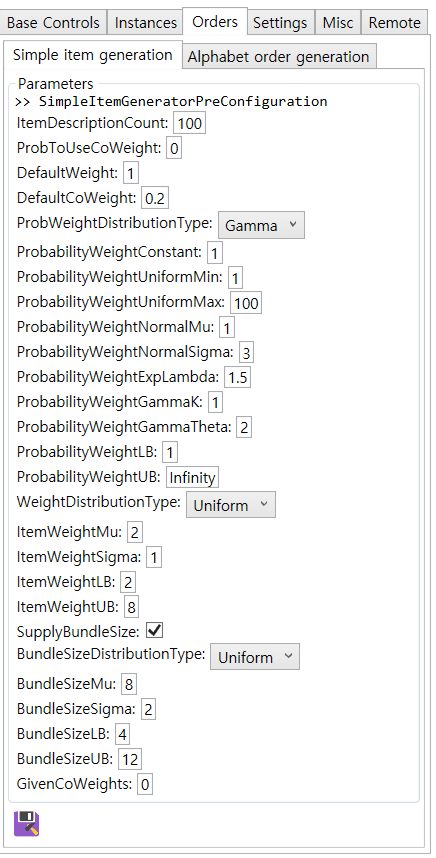 Base Controls Instances Orders Settings Misc Remote
Simple item generation Alphabet order generation
Parameters
>> SimpleItemGeneratorPreConfiguration
ItemDescriptionCount: 100
ProbToUseCoWeight: 0
DefaultWeight: 1
DefaultCoWeight: 0.2
ProbWeightDistributionType: Gamma
ProbabilityWeightConstant: 1
ProbabilityWeightUniformMin: 1
ProbabilityWeightUniformMax: 100
ProbabilityWeightNormalMu: 1
ProbabilityWeightNormalSigma: 3
ProbabilityWeightExpLambda: 1.5
ProbabilityWeightGammaK: 1
ProbabilityWeightGammaTheta: 2
ProbabilityWeightLB: 1
ProbabilityWeightUB: Infinity
WeightDistributionType: Uniform
ItemWeightMu: 2
ItemWeightSigma: 1
ItemWeightLB: 2
ItemWeightUB: 8
SupplyBundleSize:
BundleSizeDistributionType: Uniform
BundleSizeMu: 8
BundleSizeSigma: 2
BundleSizeLB: 4
BundleSizeUB: 12
GivenCoWeights: 0